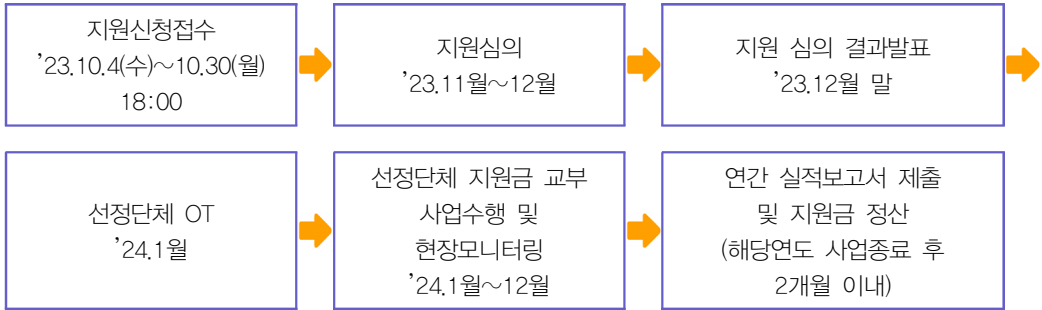 지원신청접수
’23.10.4(수)~10.30(월)
18:00
지원심의
’23.11월~12월
지원 심의 결과발표
’23.12월 말
선정단체 OT
’24.1월
선정단체 지원금 교부
사업수행 및
현장모니터링
’24.1월~12월
연간 실적보고서 제출
및 지원금 정산
(해당연도 사업종료 후
2개월 이내)